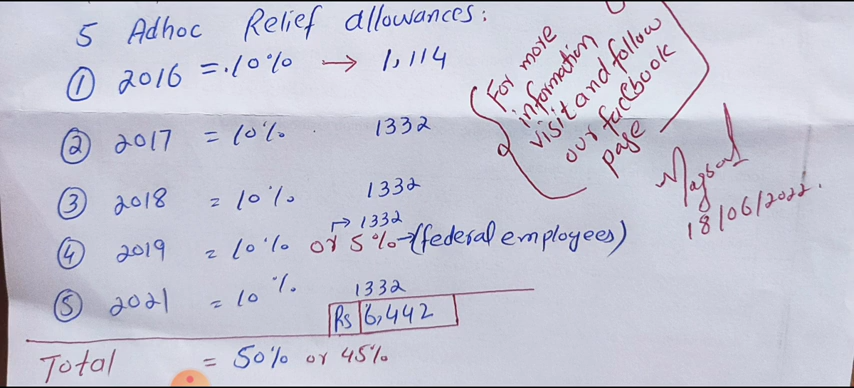 5 Adhoc Relief allowances:
① 2016 = .10% → 1,114
② 2017 = 10% 1332
③ 2018 = 10% 1332
④ 2019 = 10% or 5% → (federal employees)
↱ 1332
⑤ 2021 = 10% 1332
Rs 6,442
Total = 50% or 45%
For more
information
visit and follow
our facebook
page
18/06/2022.